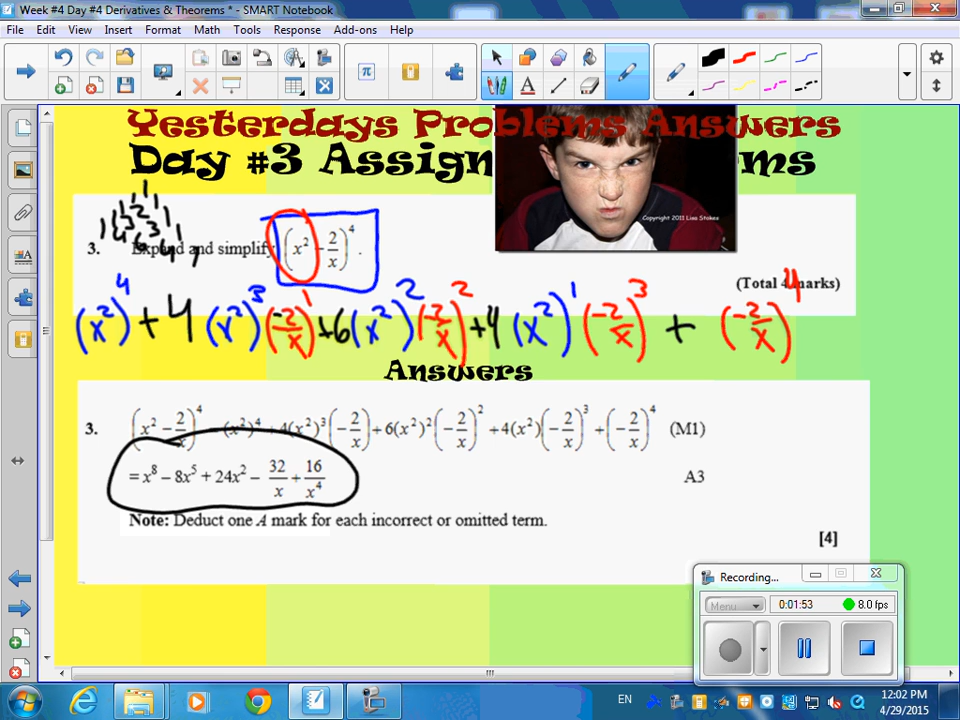 Week #4 Day #4 Derivatives & Theorems * - SMART Notebook
File Edit View Insert Format Math Tools Response Add-ons Help
Yesterdays Problems Answers
Day #3 Assign ems
Copyright 2011 Lisa Stokes
3. Expand and simplify (x² - 2/x)⁴.
(Total 4 marks)
(x²)⁴ + 4 (x²)³ (-2/x)¹ + 6 (x²)² (-2/x)² + 4 (x²)¹ (-2/x)³ + (-2/x)⁴
Answers
3. (x² - 2/x)⁴ = (x²)⁴ + 4(x²)³(-2/x) + 6(x²)²(-2/x)² + 4(x²)(-2/x)³ + (-2/x)⁴ (M1)
= x⁸ - 8x⁵ + 24x² - 32/x + 16/x⁴ A3
Note: Deduct one A mark for each incorrect or omitted term.
[4]
Recording...
Menu 0:01:53 8.0 fps
EN
12:02 PM
4/29/2015